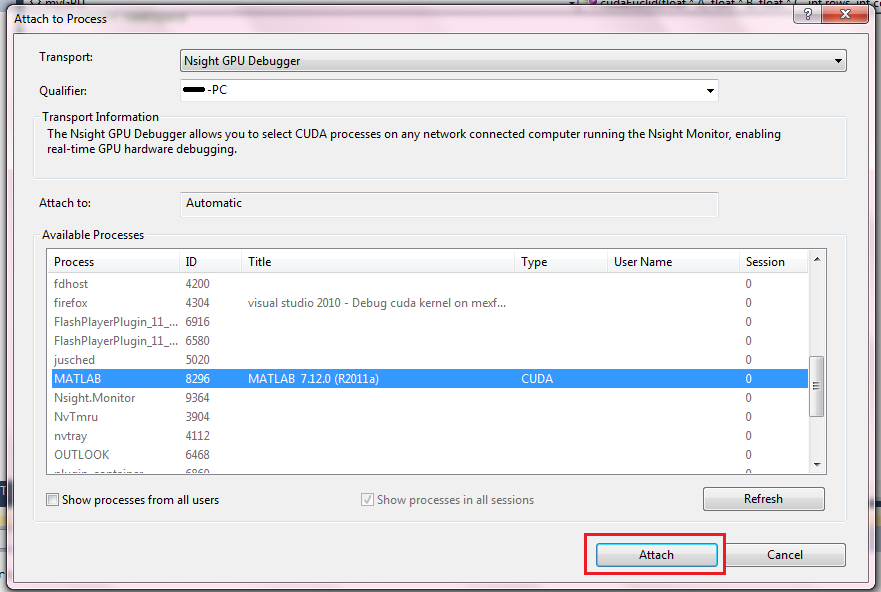 Attach to Process
Transport:
Nsight GPU Debugger
Qualifier:
-PC
Transport Information
The Nsight GPU Debugger allows you to select CUDA processes on any network connected computer running the Nsight Monitor, enabling
real-time GPU hardware debugging.
Attach to:
Automatic
Available Processes
Process ID Title Type User Name Session
fdhost 4200 0
firefox 4304 visual studio 2010 - Debug cuda kernel on mexf... 0
FlashPlayerPlugin_11_... 6916 0
FlashPlayerPlugin_11_... 6580 0
jusched 5020 0
MATLAB 8296 MATLAB 7.12.0 (R2011a) CUDA 0
Nsight.Monitor 9364 0
NvTmru 3904 0
nvtray 4112 0
OUTLOOK 6468 0
Show processes from all users
Show processes in all sessions
Refresh
Attach
Cancel